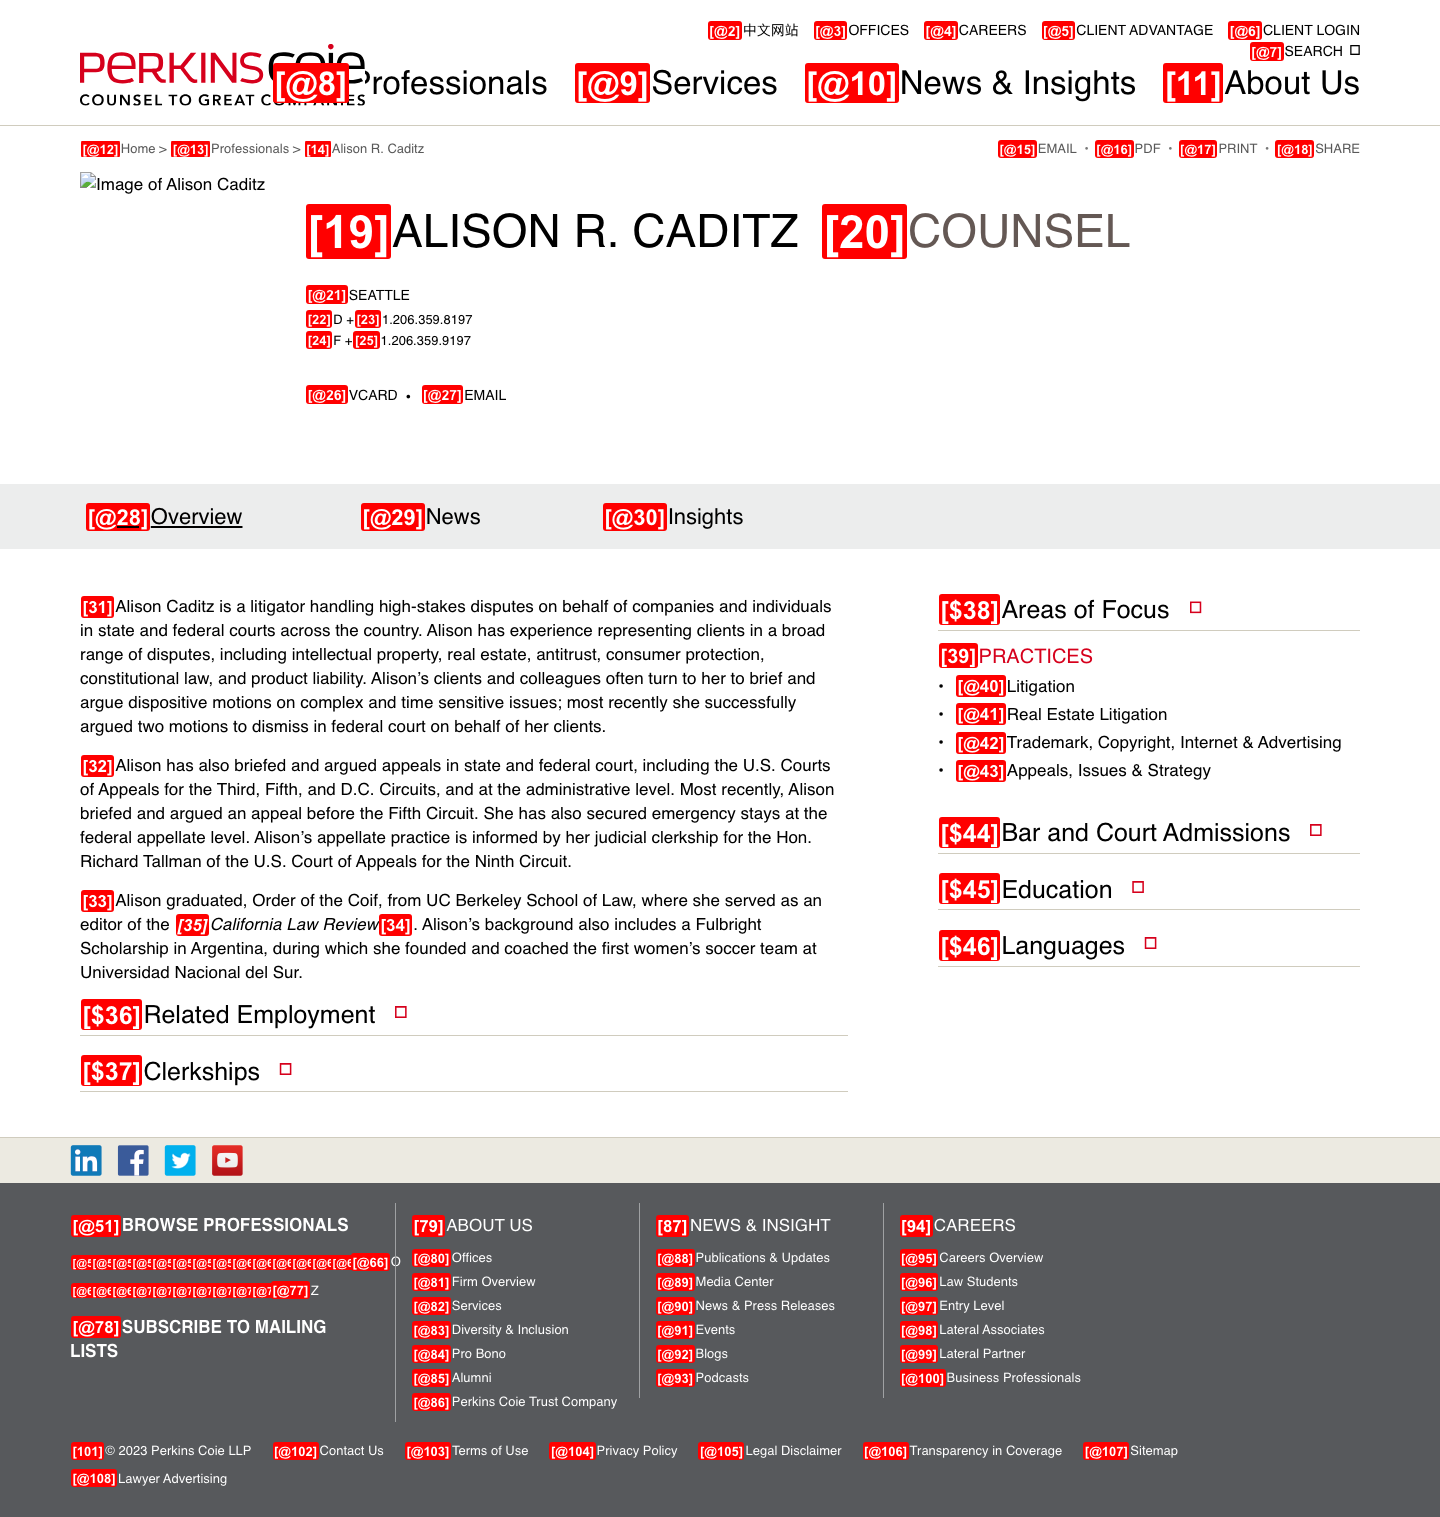 [@2]中文网站 [@3]OFFICES [@4]CAREERS [@5]CLIENT ADVANTAGE [@6]CLIENT LOGIN
[@7]SEARCH
PERKINS coie
COUNSEL TO GREAT COMPANIES
[@8]Professionals [@9]Services [@10]News & Insights [11]About Us
[@12]Home > [@13]Professionals > [14]Alison R. Caditz
[@15]EMAIL • [@16]PDF • [@17]PRINT • [@18]SHARE
Image of Alison Caditz
[19]ALISON R. CADITZ [20]COUNSEL
[@21]SEATTLE
[22]D +[23]1.206.359.8197
[24]F +[25]1.206.359.9197
[@26]VCARD • [@27]EMAIL
[@28]Overview [@29]News [@30]Insights
[31]Alison Caditz is a litigator handling high-stakes disputes on behalf of companies and individuals
in state and federal courts across the country. Alison has experience representing clients in a broad
range of disputes, including intellectual property, real estate, antitrust, consumer protection,
constitutional law, and product liability. Alison’s clients and colleagues often turn to her to brief and
argue dispositive motions on complex and time sensitive issues; most recently she successfully
argued two motions to dismiss in federal court on behalf of her clients.
[32]Alison has also briefed and argued appeals in state and federal court, including the U.S. Courts
of Appeals for the Third, Fifth, and D.C. Circuits, and at the administrative level. Most recently, Alison
briefed and argued an appeal before the Fifth Circuit. She has also secured emergency stays at the
federal appellate level. Alison’s appellate practice is informed by her judicial clerkship for the Hon.
Richard Tallman of the U.S. Court of Appeals for the Ninth Circuit.
[33]Alison graduated, Order of the Coif, from UC Berkeley School of Law, where she served as an
editor of the [35]California Law Review[34]. Alison’s background also includes a Fulbright
Scholarship in Argentina, during which she founded and coached the first women’s soccer team at
Universidad Nacional del Sur.
[$36]Related Employment
[$37]Clerkships
[$38]Areas of Focus
[39]PRACTICES
• [@40]Litigation
• [@41]Real Estate Litigation
• [@42]Trademark, Copyright, Internet & Advertising
• [@43]Appeals, Issues & Strategy
[$44]Bar and Court Admissions
[$45]Education
[$46]Languages
[@51]BROWSE PROFESSIONALS
[@66] O
[@77] Z
[@78]SUBSCRIBE TO MAILING
LISTS
[79]ABOUT US
[@80]Offices
[@81]Firm Overview
[@82]Services
[@83]Diversity & Inclusion
[@84]Pro Bono
[@85]Alumni
[@86]Perkins Coie Trust Company
[87]NEWS & INSIGHT
[@88]Publications & Updates
[@89]Media Center
[@90]News & Press Releases
[@91]Events
[@92]Blogs
[@93]Podcasts
[94]CAREERS
[@95]Careers Overview
[@96]Law Students
[@97]Entry Level
[@98]Lateral Associates
[@99]Lateral Partner
[@100]Business Professionals
[101]© 2023 Perkins Coie LLP [@102]Contact Us [@103]Terms of Use [@104]Privacy Policy [@105]Legal Disclaimer [@106]Transparency in Coverage [@107]Sitemap
[@108]Lawyer Advertising